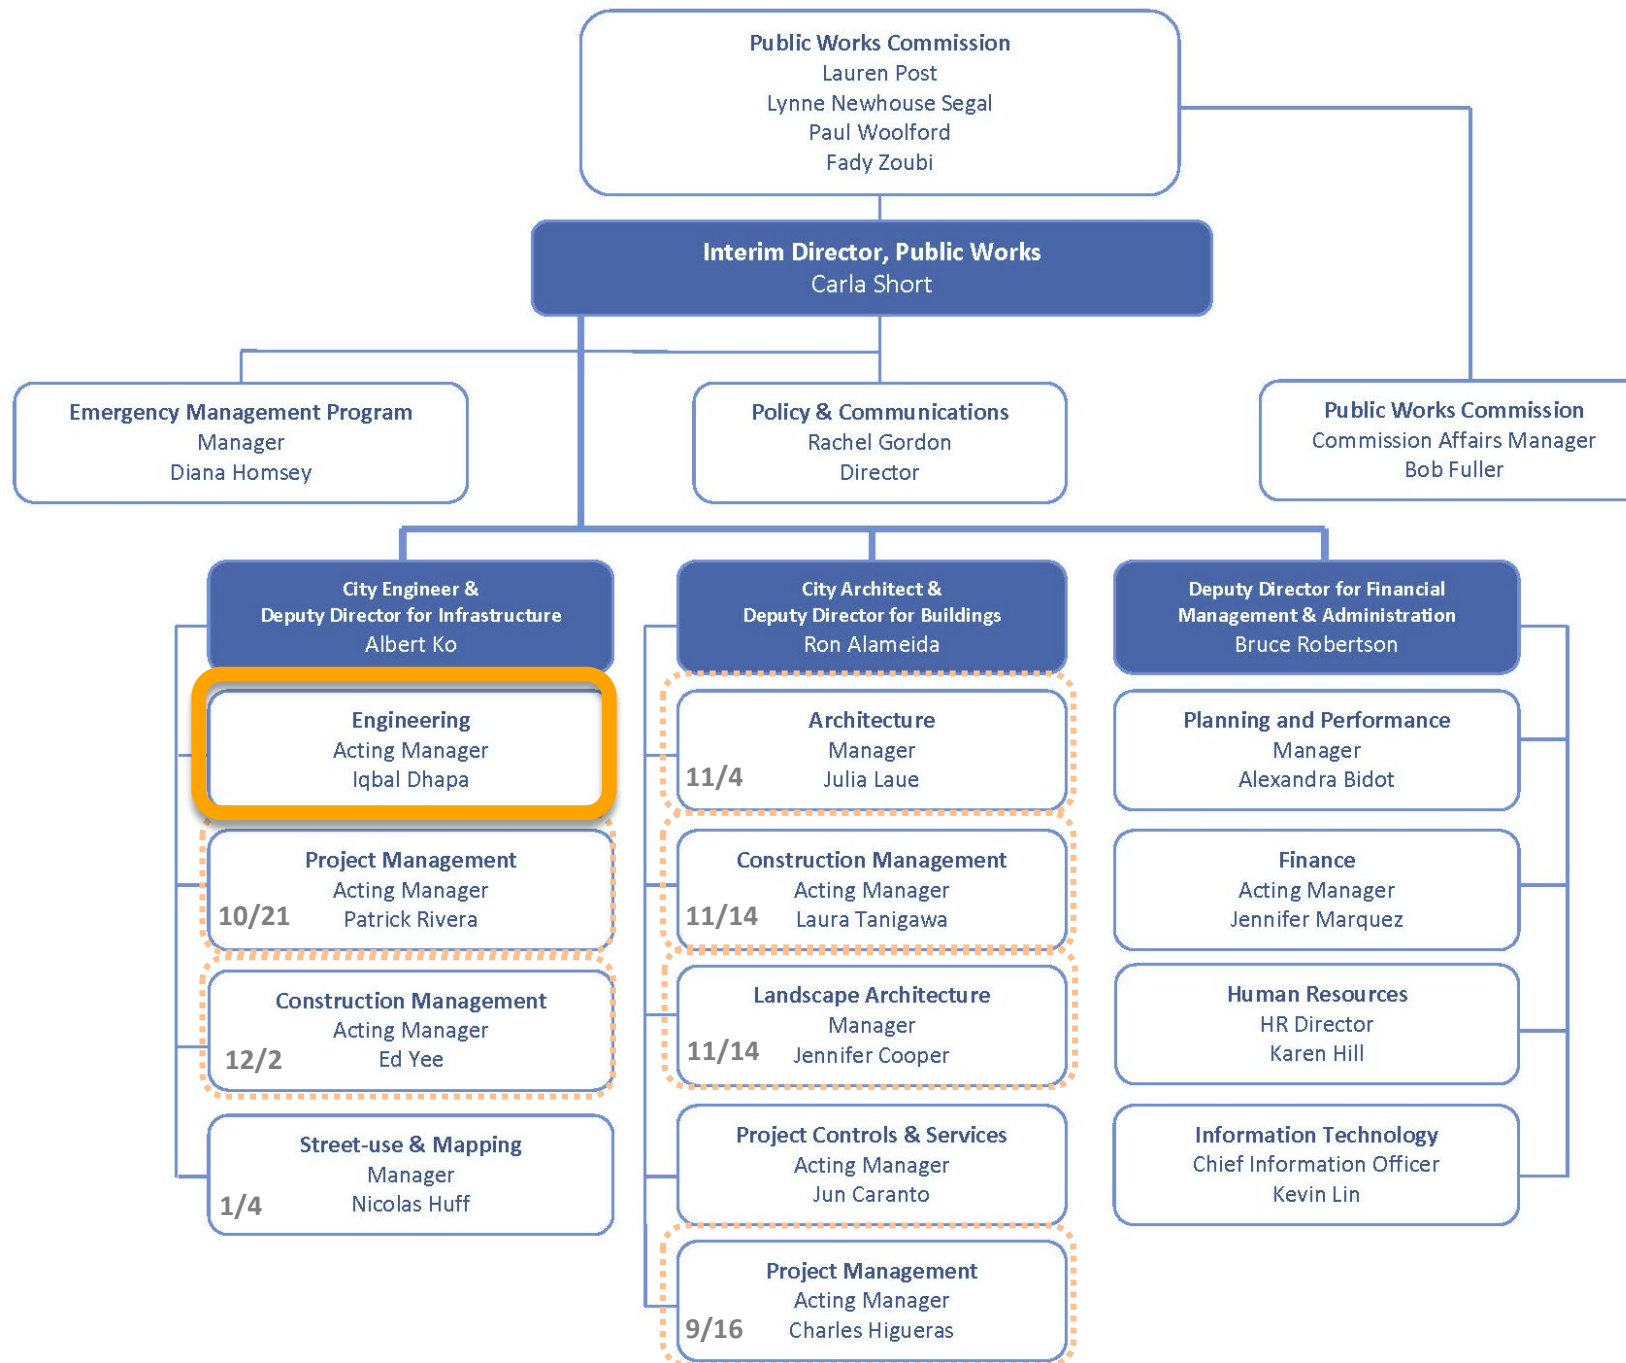 Public Works Commission
Lauren Post
Lynne Newhouse Segal
Paul Woolford
Fady Zoubi
Interim Director, Public Works
Carla Short
Emergency Management Program
Manager
Diana Homsey
Policy & Communications
Rachel Gordon
Director
Public Works Commission
Commission Affairs Manager
Bob Fuller
City Engineer &
Deputy Director for Infrastructure
Albert Ko
Engineering
Acting Manager
Iqbal Dhapa
Project Management
Acting Manager
10/21
Patrick Rivera
Construction Management
Acting Manager
12/2
Ed Yee
Street-use & Mapping
Manager
1/4
Nicolas Huff
City Architect &
Deputy Director for Buildings
Ron Alameida
Architecture
Manager
11/4
Julia Laue
Construction Management
Acting Manager
11/14
Laura Tanigawa
Landscape Architecture
Manager
11/14
Jennifer Cooper
Project Controls & Services
Acting Manager
Jun Caranto
Project Management
Acting Manager
9/16
Charles Higueras
Deputy Director for Financial
Management & Administration
Bruce Robertson
Planning and Performance
Manager
Alexandra Bidot
Finance
Acting Manager
Jennifer Marquez
Human Resources
HR Director
Karen Hill
Information Technology
Chief Information Officer
Kevin Lin